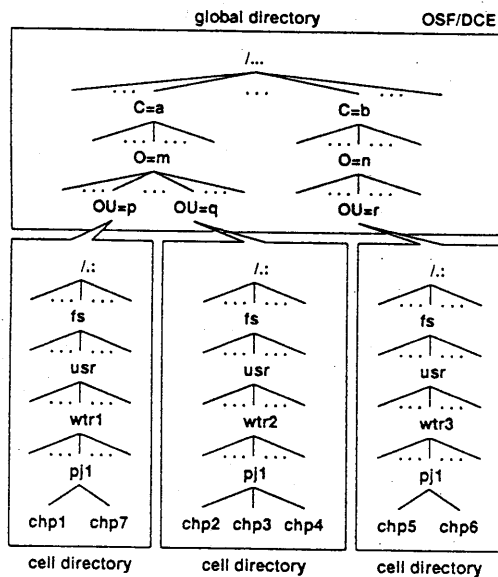 global directory OSF/DCE
/...
... ... ...
C=a C=b
... ... ... ...
O=m O=n
... ... ... ... ...
OU=p OU=q OU=r
/.: /.: /.:
... ... ... ... ... ...
fs fs fs
... ... ... ... ... ...
usr usr usr
... ... ... ... ... ...
wtr1 wtr2 wtr3
... ... ... ... ... ...
pj1 pj1 pj1
chp1 chp7 chp2 chp3 chp4 chp5 chp6
cell directory cell directory cell directory